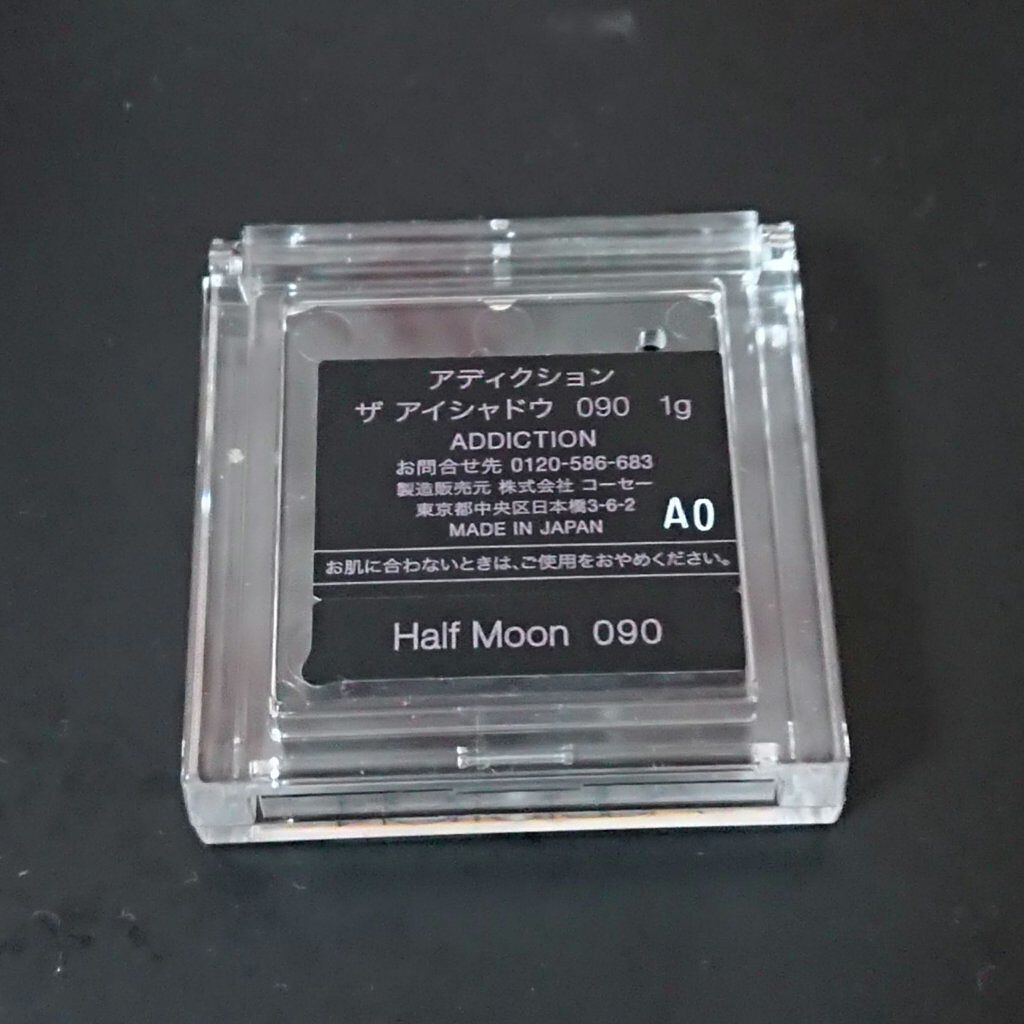 アディクション
ザ アイシャドウ 090 1g
ADDICTION
お問合せ先 0120-586-683
製造販売元 株式会社 コーセー
東京都中央区日本橋3-6-2
MADE IN JAPAN
A0
お肌に合わないときは、ご使用をおやめください。
Half Moon 090